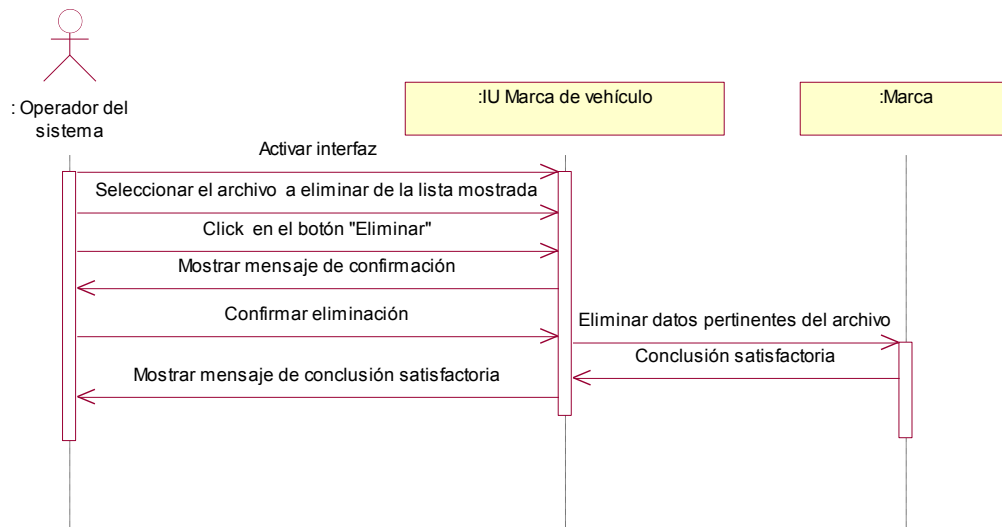 : Operador del
sistema
:IU Marca de vehículo
:Marca
Activar interfaz
Seleccionar el archivo a eliminar de la lista mostrada
Click en el botón "Eliminar"
Mostrar mensaje de confirmación
Confirmar eliminación
Eliminar datos pertinentes del archivo
Conclusión satisfactoria
Mostrar mensaje de conclusión satisfactoria